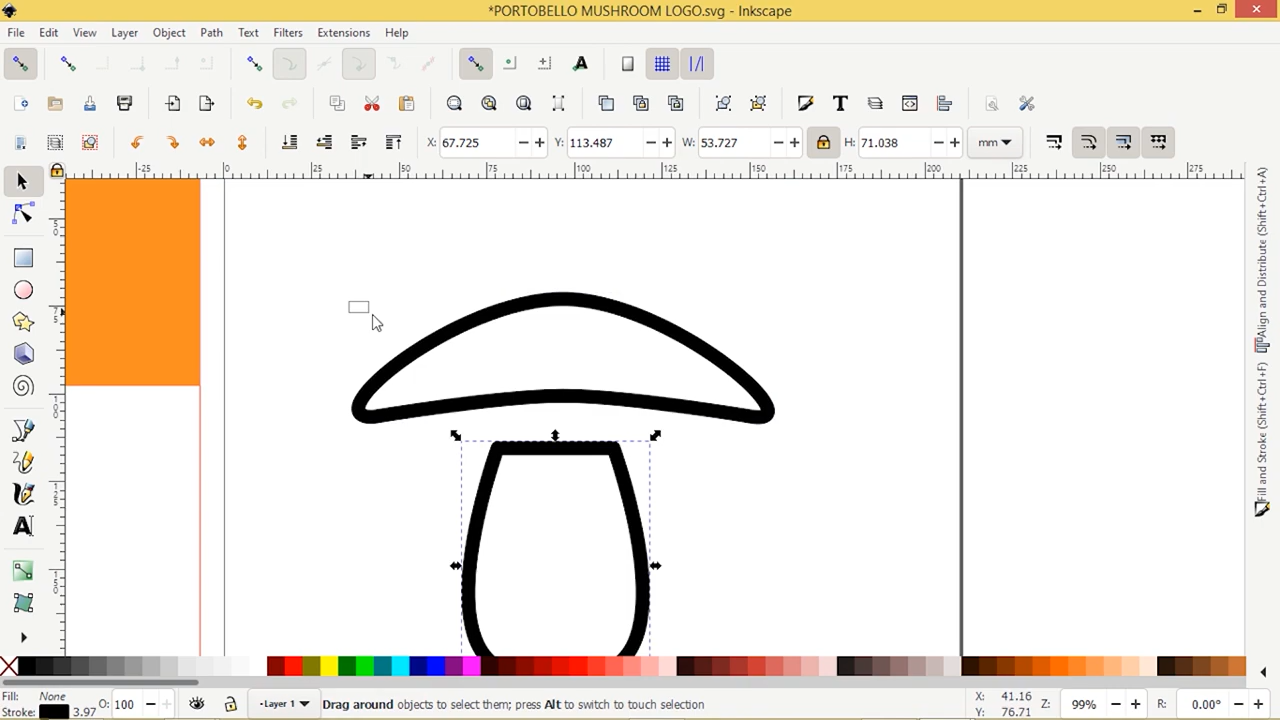 *PORTOBELLO MUSHROOM LOGO.svg - Inkscape
File Edit View Layer Object Path Text Filters Extensions Help
X: 67.725 Y: 113.487 W: 53.727 H: 71.038 mm
-25 0 25 50 75 100 125 150 175 200 225 250 275
Align and Distribute (Shift+Ctrl+A)
Fill and Stroke (Shift+Ctrl+F)
Fill: None O: 100 -Layer 1 Drag around objects to select them; press Alt to switch to touch selection X: 41.16 Z: 99% R: 0.00°
Stroke: 3.97 Y: 76.71